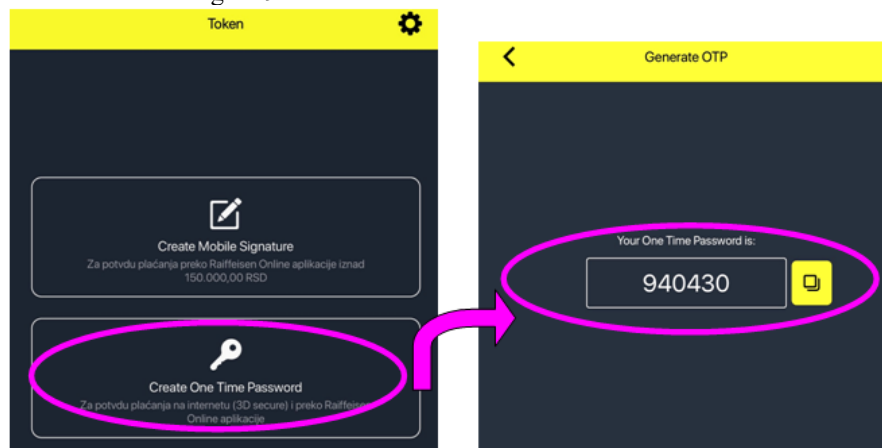 Token
Create Mobile Signature
Za potvdu plaćanja preko Raiffeisen Online aplikacije iznad
150.000,00 RSD
Create One Time Password
Za potvdu plaćanja na internetu (3D secure) i preko Raiffeisen
Online aplikacije
Generate OTP
Your One Time Password is:
940430